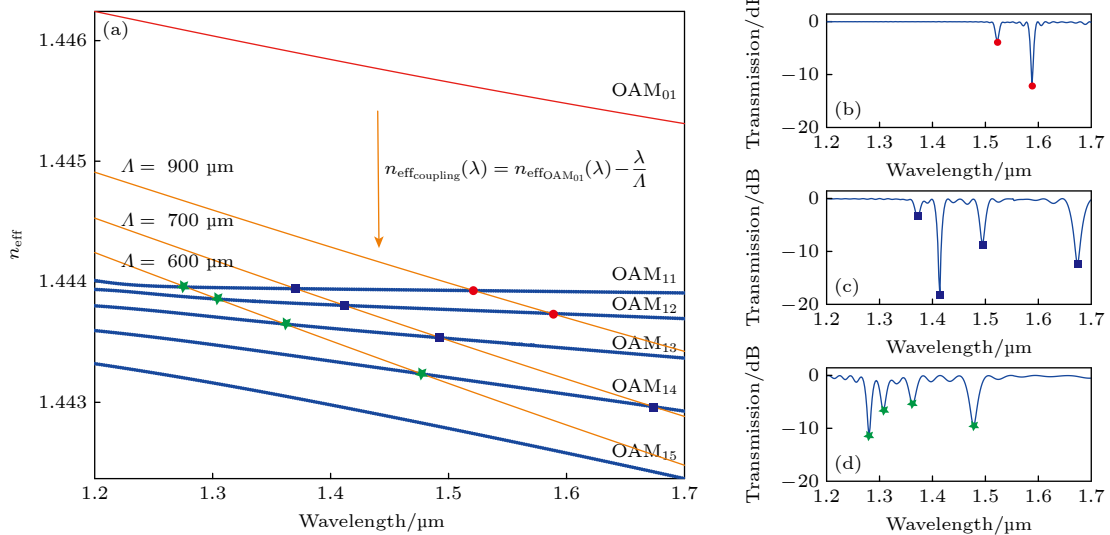 (a)
1.446
1.445
1.444
1.443
n_eff
OAM₀₁
Λ = 900 µm
n_effcoupling(λ) = n_effOAM₀₁(λ) − λ/Λ
Λ = 700 µm
Λ = 600 µm
OAM₁₁
OAM₁₂
OAM₁₃
OAM₁₄
OAM₁₅
1.2 1.3 1.4 1.5 1.6 1.7
Wavelength/µm
Transmission/dB
0
−10
−20
(b)
1.2 1.3 1.4 1.5 1.6 1.7
Wavelength/µm
Transmission/dB
0
−10
−20
(c)
1.2 1.3 1.4 1.5 1.6 1.7
Wavelength/µm
Transmission/dB
0
−10
−20
(d)
1.2 1.3 1.4 1.5 1.6 1.7
Wavelength/µm